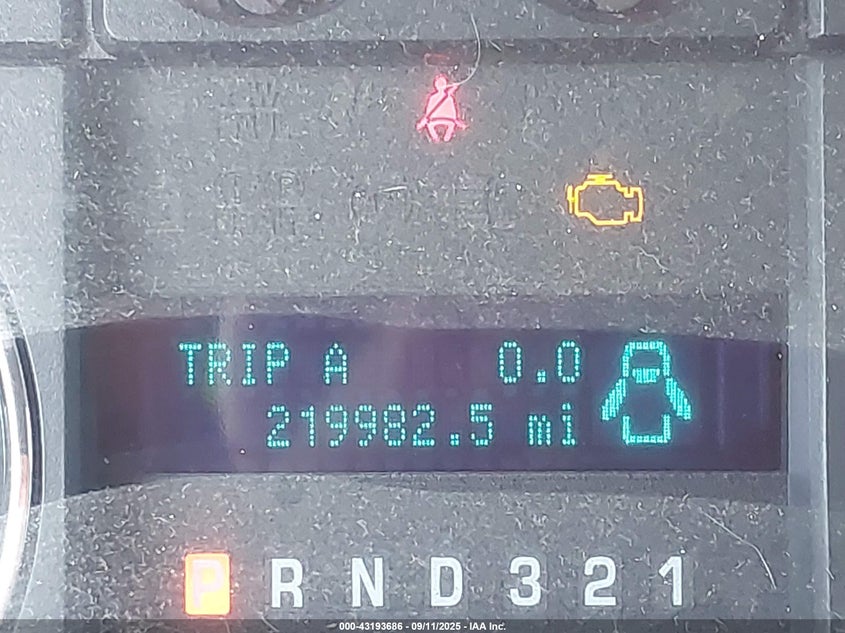 TRIP A 0.0
219982.5 mi
P R N D 3 2 1
000-43193686 - 09/11/2025 - IAA Inc.